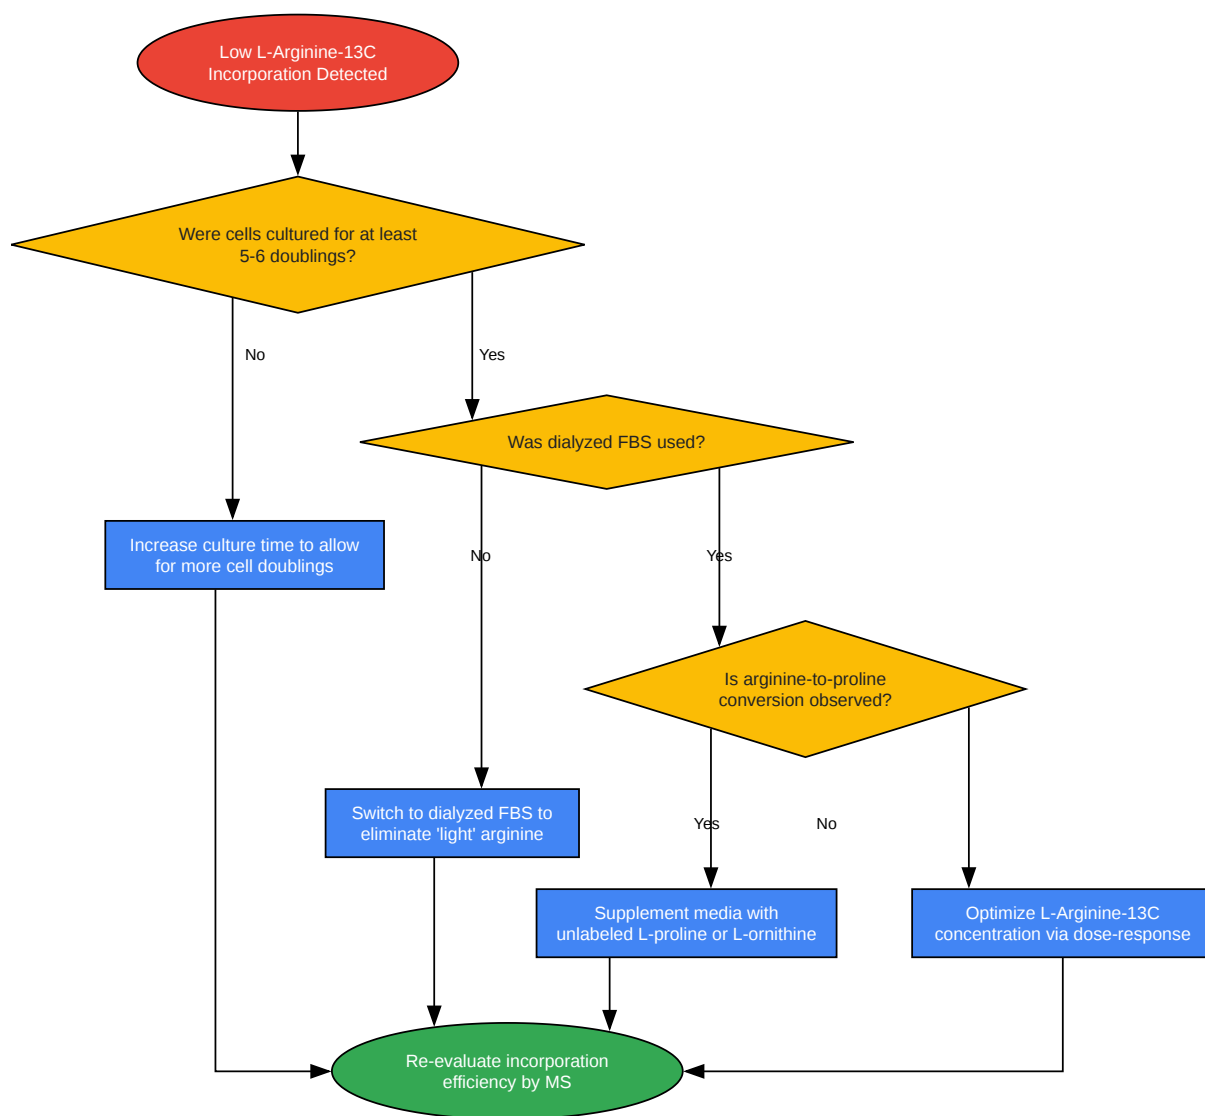 Low L-Arginine-13C
Incorporation Detected
Were cells cultured for at least
5-6 doublings?
No
Yes
Was dialyzed FBS used?
Increase culture time to allow
for more cell doublings
No
Yes
Is arginine-to-proline
conversion observed?
Switch to dialyzed FBS to
eliminate 'light' arginine
Yes
No
Supplement media with
unlabeled L-proline or L-ornithine
Optimize L-Arginine-13C
concentration via dose-response
Re-evaluate incorporation
efficiency by MS